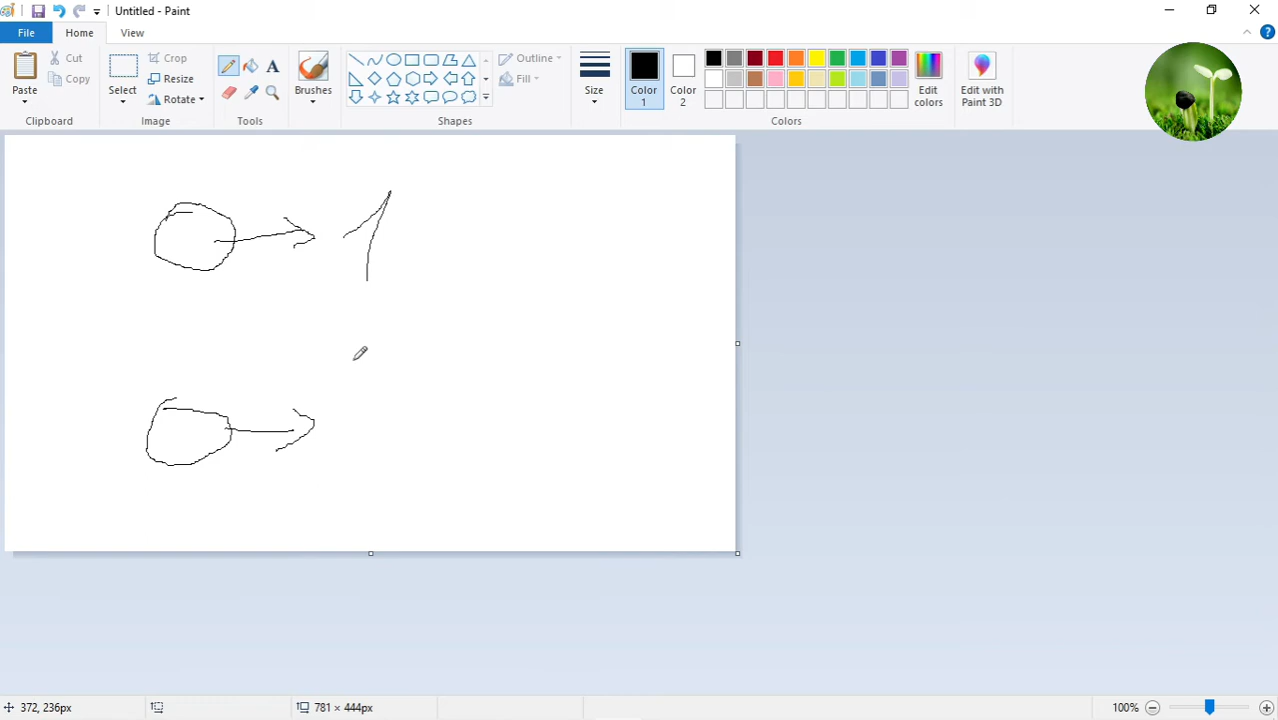 Untitled - Paint
File Home View
Paste
Cut
Copy
Clipboard
Select
Crop
Resize
Rotate
Image
A
Tools
Brushes
Outline
Fill
Shapes
Size
Color 1
Color 2
Edit colors
Colors
Edit with Paint 3D
1
372, 236px
781 × 444px
100%